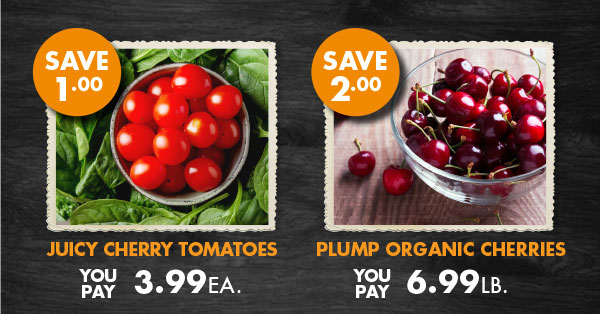 SAVE
1.00
SAVE
2.00
JUICY CHERRY TOMATOES
PLUMP ORGANIC CHERRIES
YOU
PAY 3.99EA.
YOU
PAY 6.99LB.